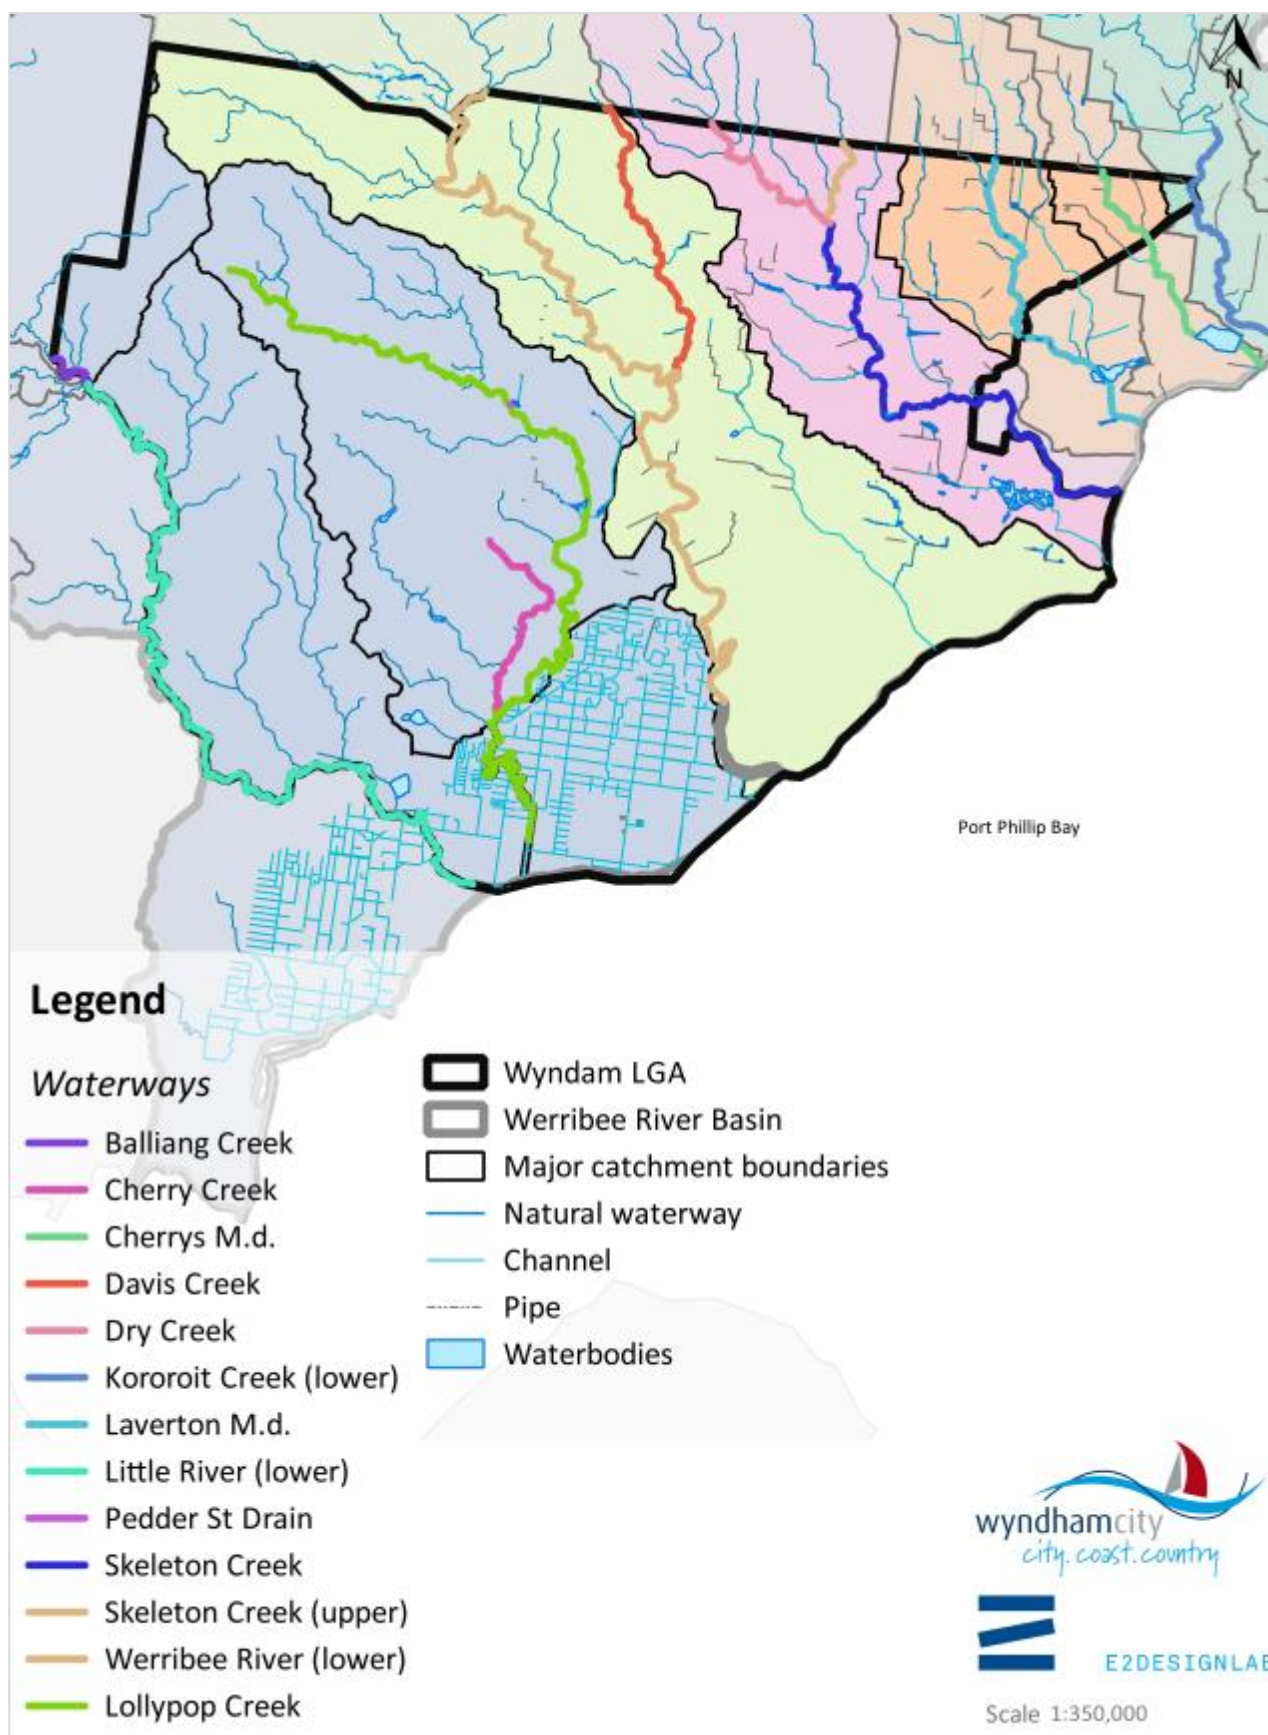 N
Port Phillip Bay
Legend
Waterways
Balliang Creek
Cherry Creek
Cherrys M.d.
Davis Creek
Dry Creek
Kororoit Creek (lower)
Laverton M.d.
Little River (lower)
Pedder St Drain
Skeleton Creek
Skeleton Creek (upper)
Werribee River (lower)
Lollypop Creek
Wyndam LGA
Werribee River Basin
Major catchment boundaries
Natural waterway
Channel
Pipe
Waterbodies
wyndhamcity
city. coast. country
E2DESIGNLAB
Scale 1:350,000